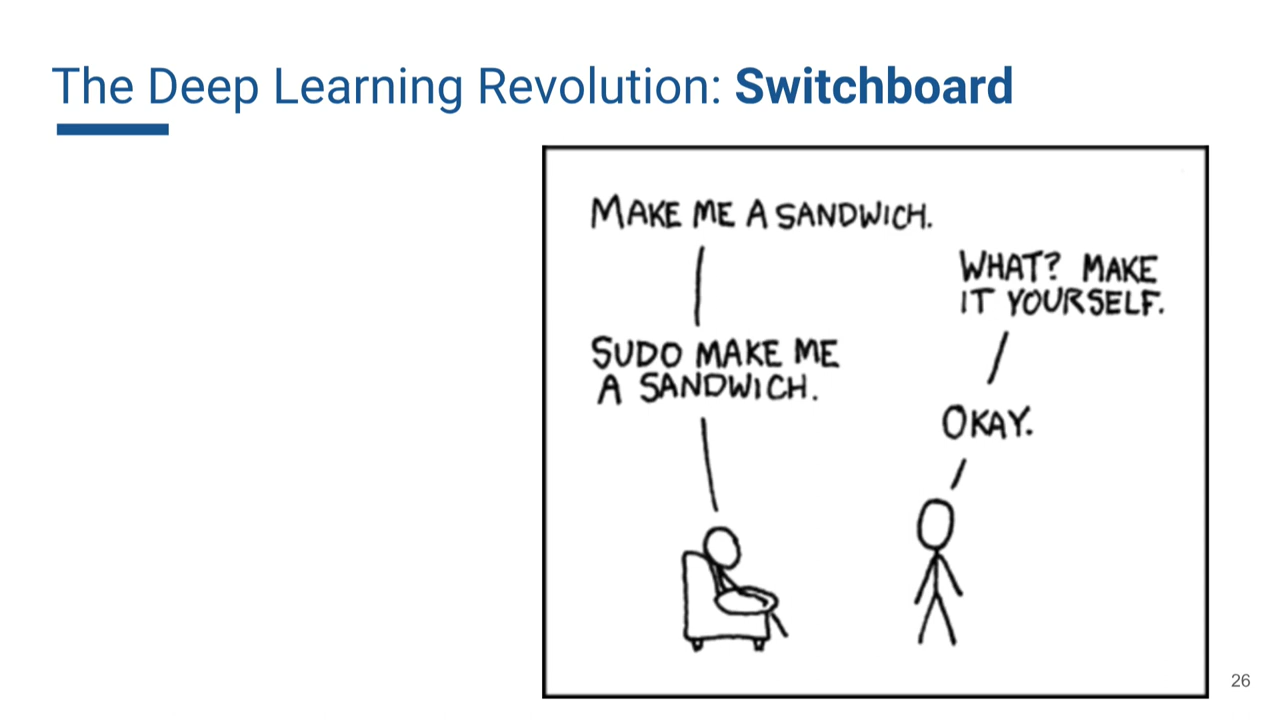 The Deep Learning Revolution: Switchboard
MAKE ME A SANDWICH.
WHAT? MAKE
IT YOURSELF.
SUDO MAKE ME
A SANDWICH.
OKAY.
26